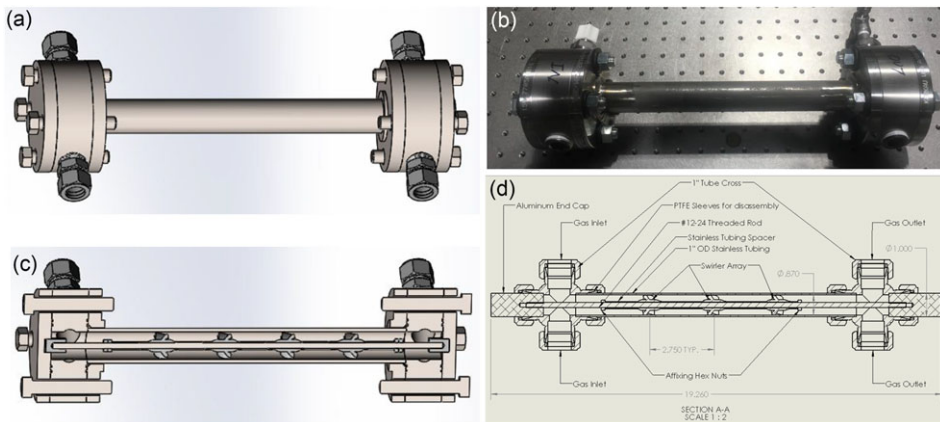 (a)
(b)
(c)
(d)
1" Tube Cross
Aluminum End Cap
PTFE Sleeves for disassembly
Gas Inlet
#12-24 Threaded Rod
Gas Outlet
Stainless Tubing Spacer
1" OD Stainless Tubing
Ø1.000
Swirler Array
Ø.870
2.750 TYP.
Gas Inlet
Affixing Hex Nuts
Gas Outlet
19.260
SECTION A-A
SCALE 1 : 2